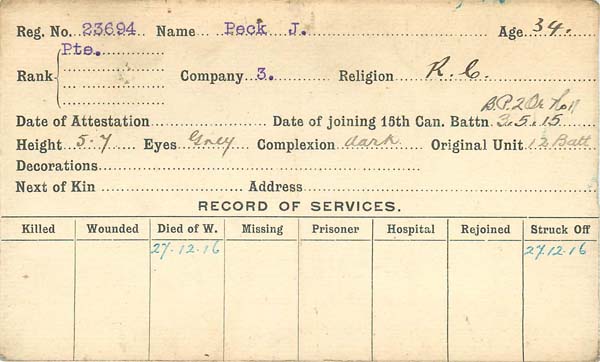 Reg. No. 23694 Name Peck J. Age 34.
Pte.
Rank Company 3. Religion R. C.
Date of Attestation Date of joining 15th Can. Battn. 3.5.15
Height 5.7 Eyes Grey Complexion dark Original Unit 12 Batt
Decorations
Next of Kin Address
RECORD OF SERVICES.
Killed Wounded Died of W. Missing Prisoner Hospital Rejoined Struck Off
27.12.16 27.12.16